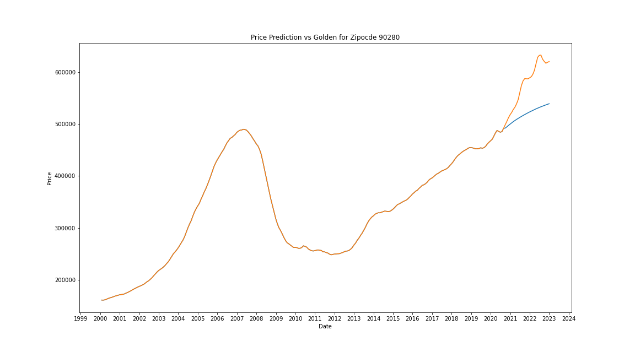 Price Prediction vs Golden for Zipocde 90280
600000
500000
400000
300000
200000
Price
1999 2000 2001 2002 2003 2004 2005 2006 2007 2008 2009 2010 2011 2012 2013 2014 2015 2016 2017 2018 2019 2020 2021 2022 2023 2024
Date